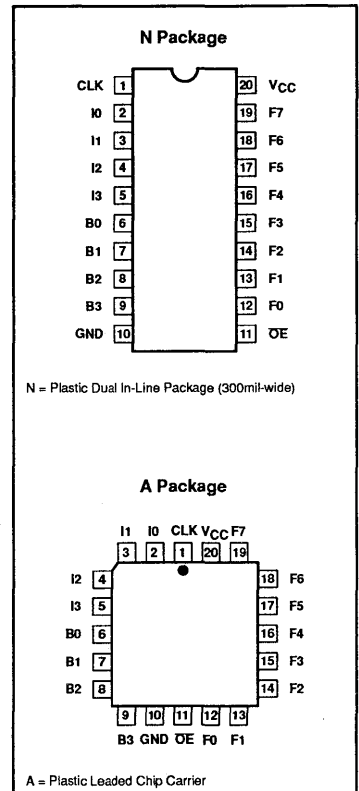 N Package
CLK 1 20 VCC
I0 2 19 F7
I1 3 18 F6
I2 4 17 F5
I3 5 16 F4
B0 6 15 F3
B1 7 14 F2
B2 8 13 F1
B3 9 12 F0
GND 10 11 O̅E̅
N = Plastic Dual In-Line Package (300mil-wide)
A Package
I1 I0 CLK VCC F7
3 2 1 20 19
I2 4 18 F6
I3 5 17 F5
B0 6 16 F4
B1 7 15 F3
B2 8 14 F2
9 10 11 12 13
B3 GND O̅E̅ F0 F1
A = Plastic Leaded Chip Carrier